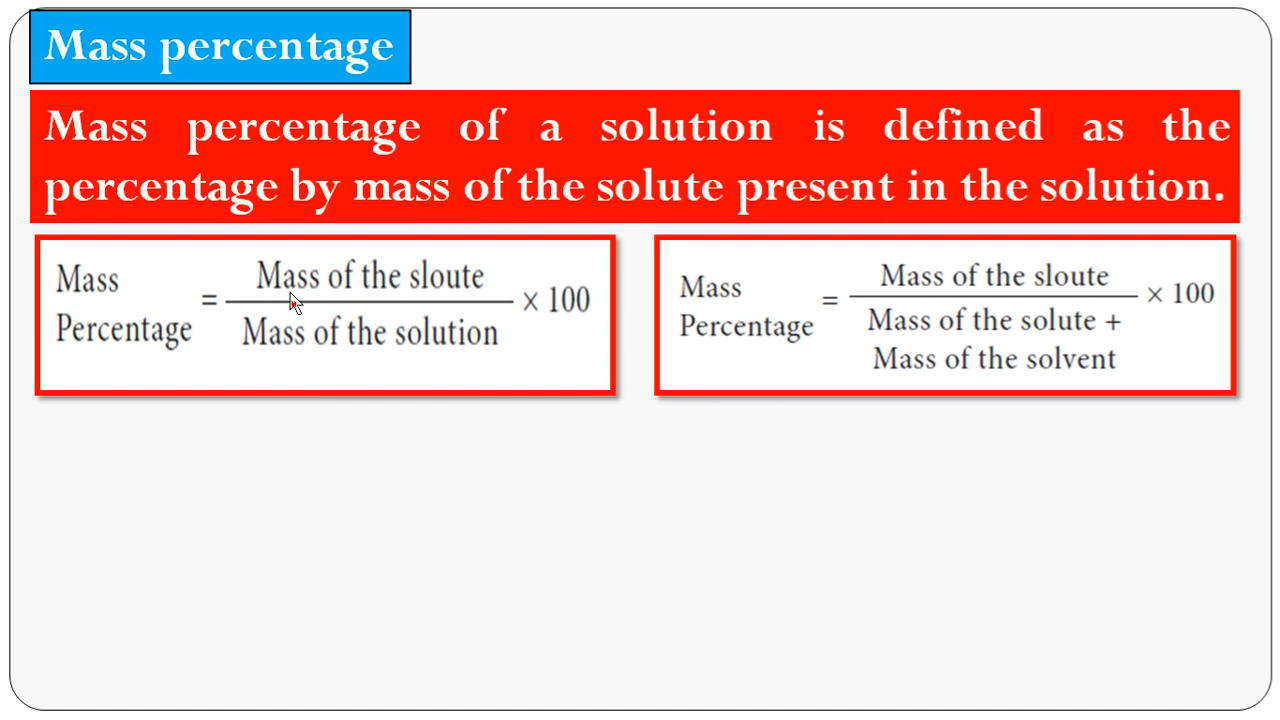 Mass percentage
Mass percentage of a solution is defined as the
percentage by mass of the solute present in the solution.
Mass
Percentage
=
Mass of the sloute
Mass of the solution
× 100
Mass
Percentage
=
Mass of the sloute
Mass of the solute +
Mass of the solvent
× 100